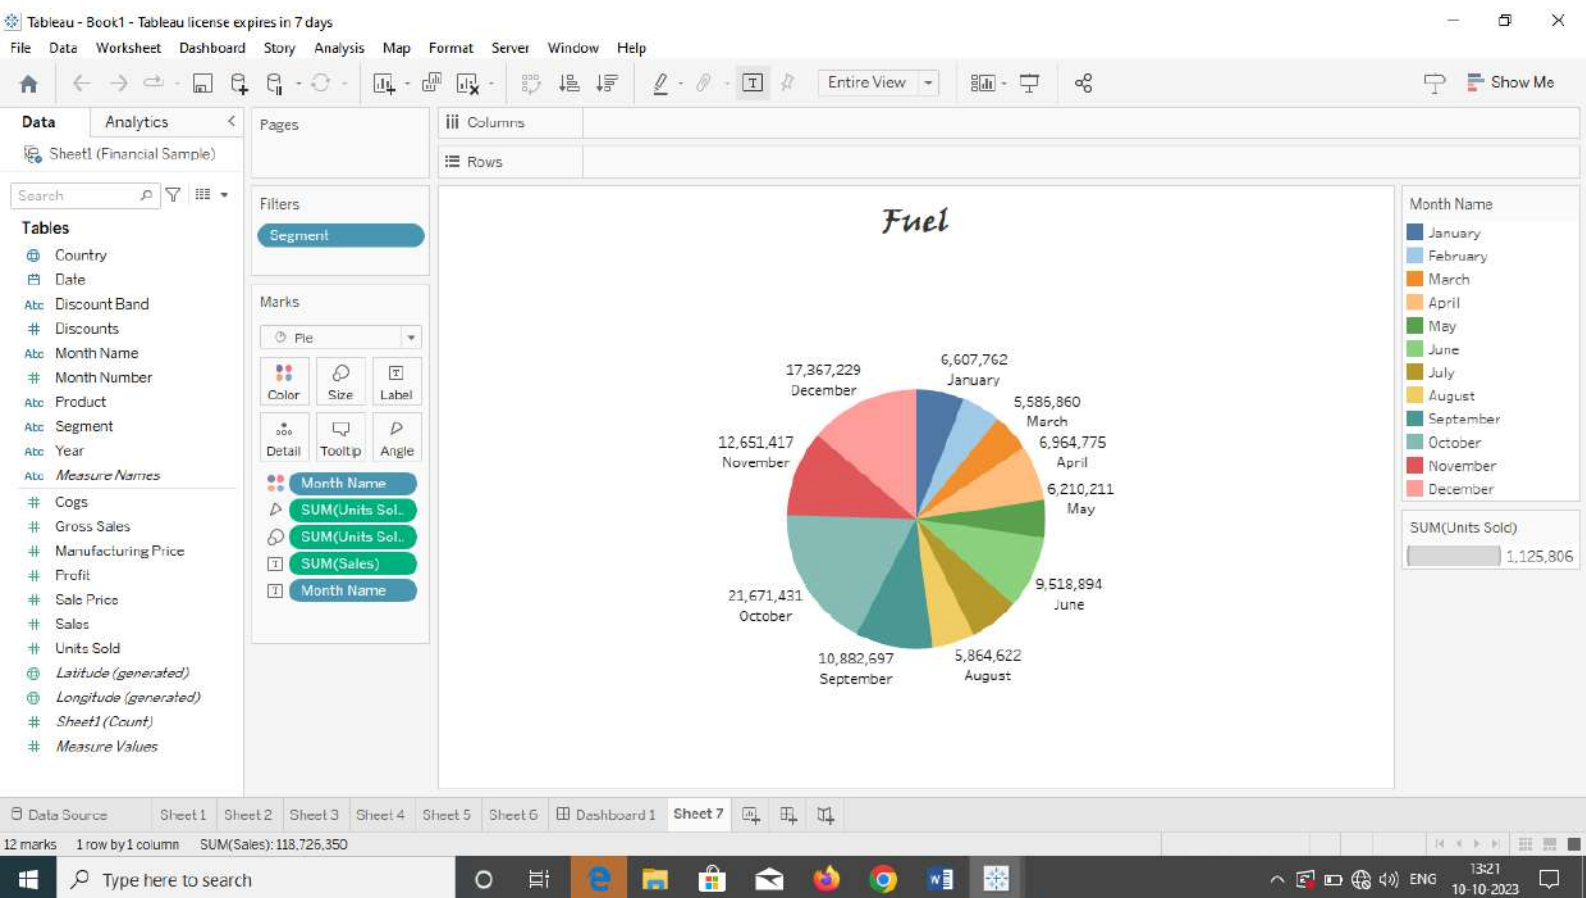 Tableau - Book1 - Tableau license expires in 7 days
File Data Worksheet Dashboard Story Analysis Map Format Server Window Help
Entire View
Show Me
Data Analytics
Sheet1 (Financial Sample)
Search
Tables
Country
Date
Abc Discount Band
# Discounts
Abc Month Name
# Month Number
Abc Product
Abc Segment
Abc Year
Abc Measure Names
# Cogs
# Gross Sales
# Manufacturing Price
# Profit
# Sale Price
# Sales
# Units Sold
Latitude (generated)
Longitude (generated)
# Sheet1 (Count)
# Measure Values
Pages
Filters
Segment
Marks
Pie
Color Size Label
Detail Tooltip Angle
Month Name
SUM(Units Sol..
SUM(Units Sol..
SUM(Sales)
Month Name
Columns
Rows
Fuel
6,607,762
January
5,586,860
March
6,964,775
April
6,210,211
May
9,518,894
June
5,864,622
August
10,882,697
September
21,671,431
October
12,651,417
November
17,367,229
December
Month Name
January
February
March
April
May
June
July
August
September
October
November
December
SUM(Units Sold)
1,125,806
Data Source Sheet 1 Sheet 2 Sheet 3 Sheet 4 Sheet 5 Sheet 6 Dashboard 1 Sheet 7
12 marks 1 row by 1 column SUM(Sales): 118,726,350
Type here to search
ENG
13:21
10-10-2023